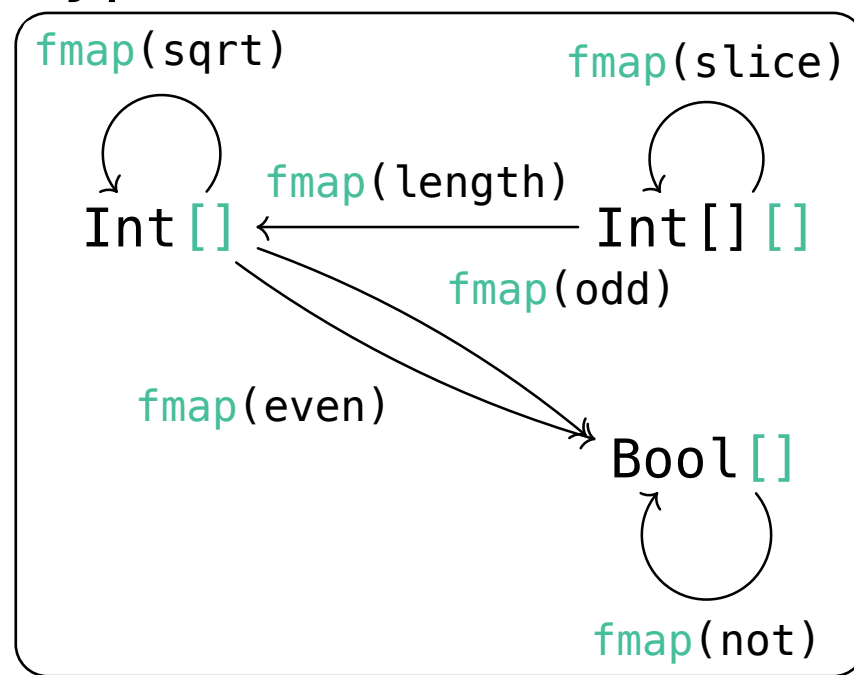 fmap(sqrt)
fmap(slice)
fmap(length)
Int[]
Int[][]
fmap(odd)
fmap(even)
Bool[]
fmap(not)